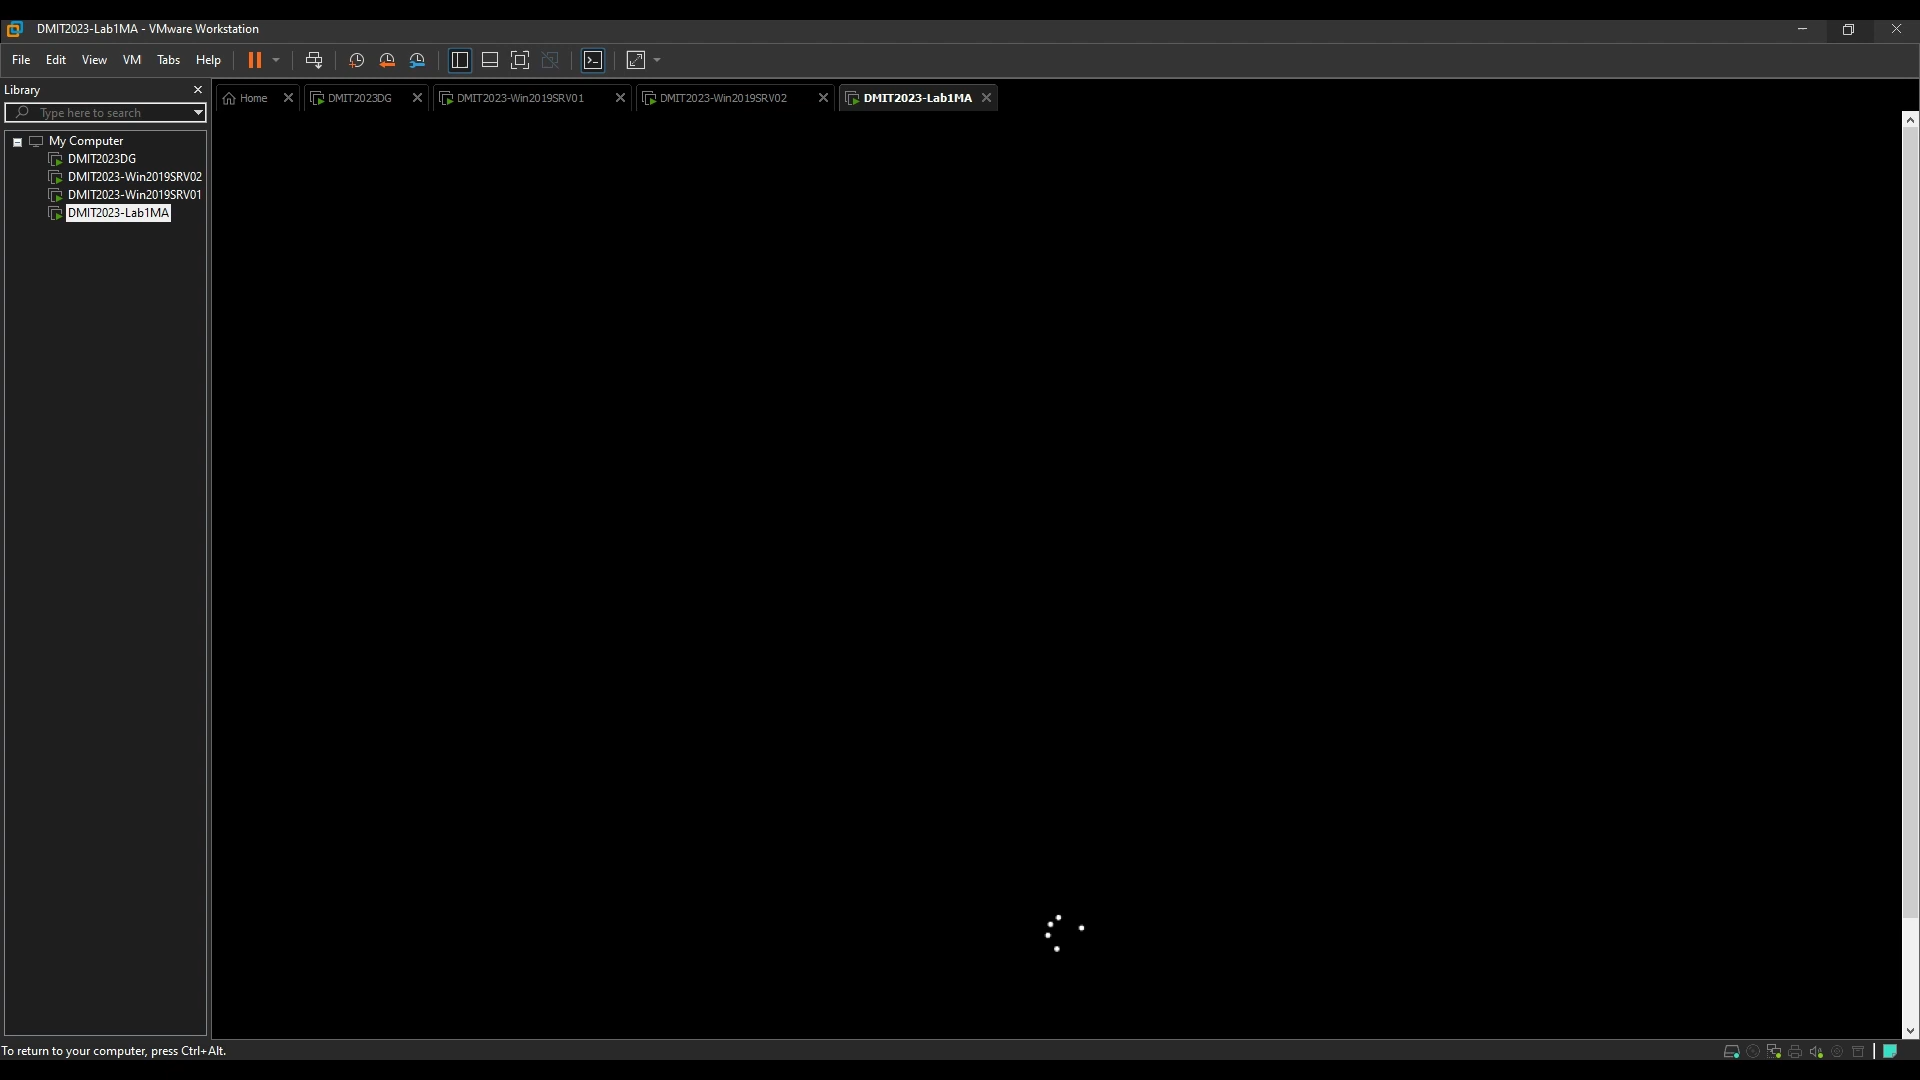 DMIT2023-Lab1MA - VMware Workstation
File Edit View VM Tabs Help
Library
Type here to search
Home DMIT2023DG DMIT2023-Win2019SRV01 DMIT2023-Win2019SRV02 DMIT2023-Lab1MA
My Computer
DMIT2023DG
DMIT2023-Win2019SRV02
DMIT2023-Win2019SRV01
DMIT2023-Lab1MA
To return to your computer, press Ctrl+Alt.